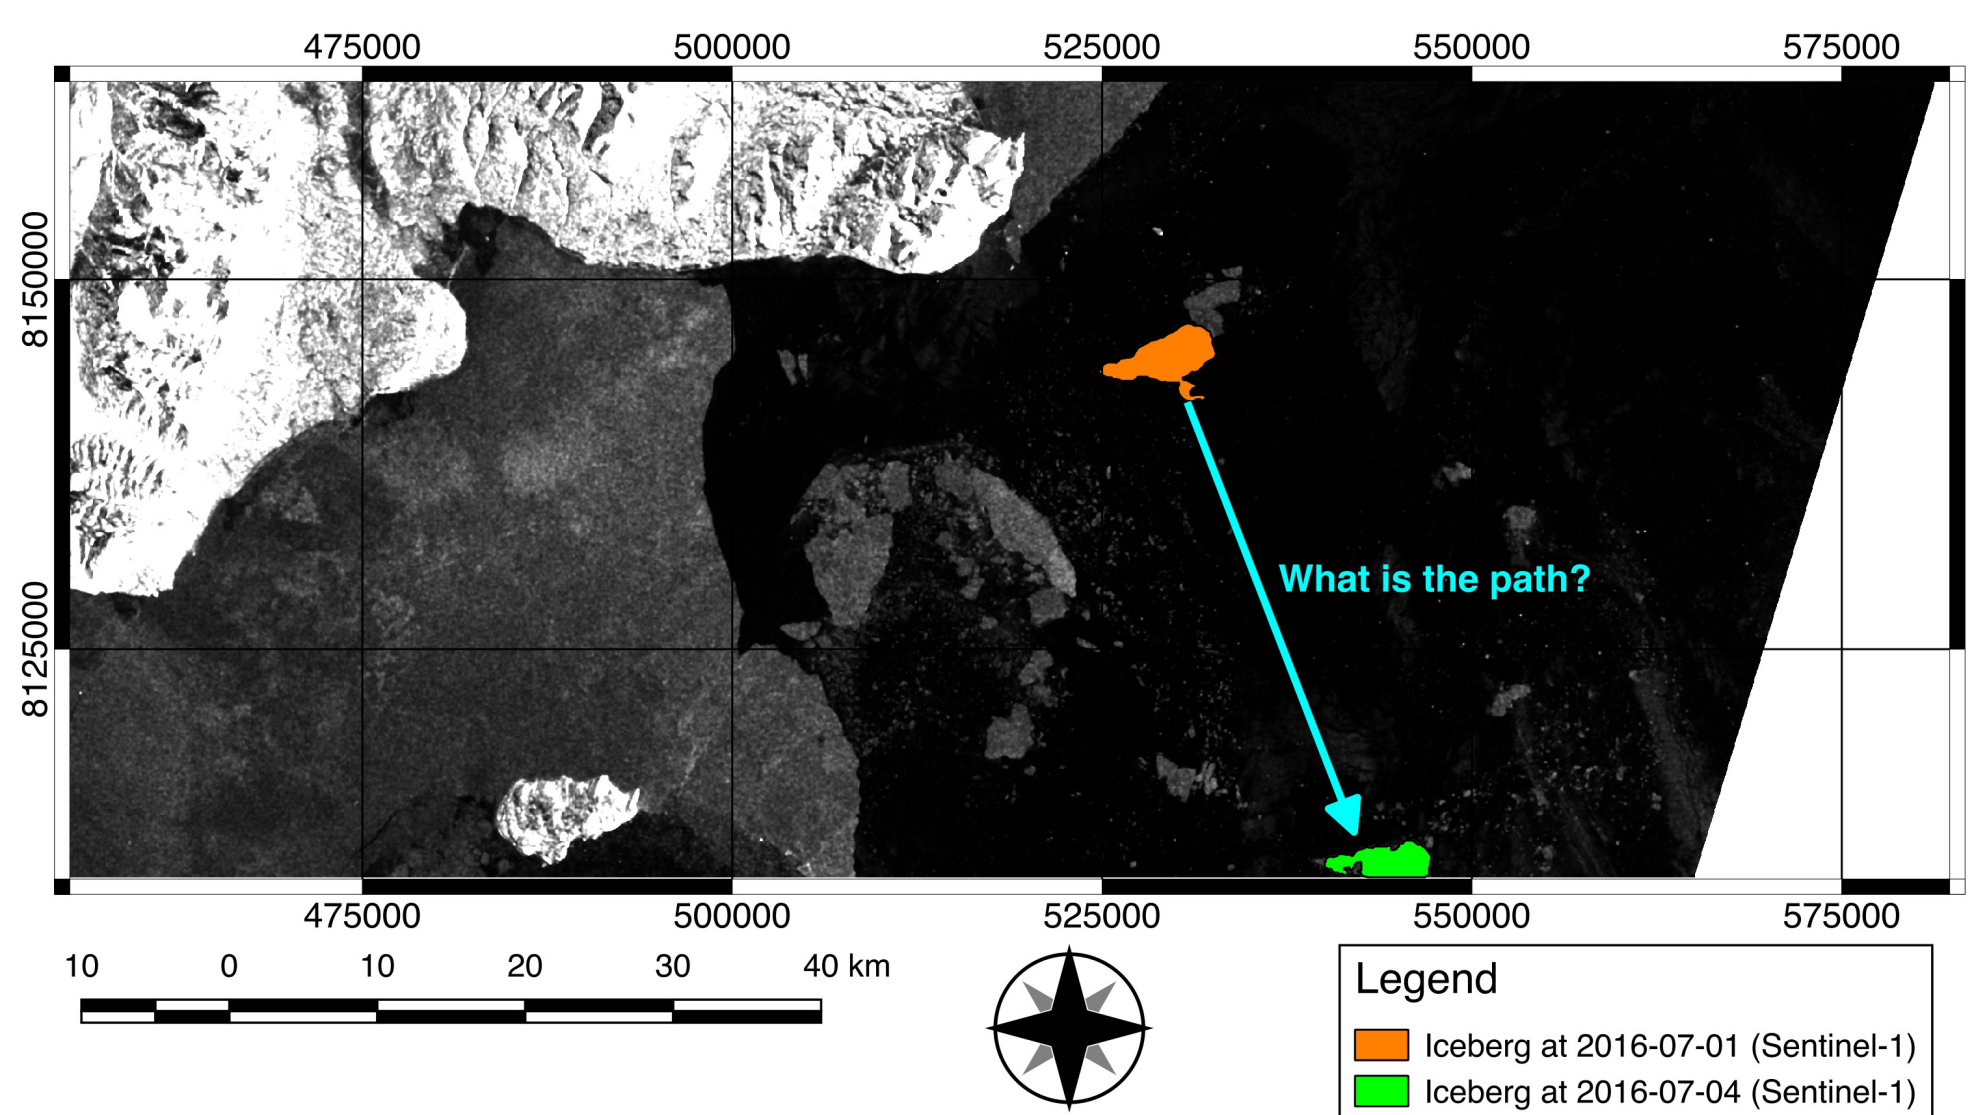 475000 500000 525000 550000 575000
8150000
8125000
What is the path?
475000 500000 525000 550000 575000
10 0 10 20 30 40 km
Legend
Iceberg at 2016-07-01 (Sentinel-1)
Iceberg at 2016-07-04 (Sentinel-1)